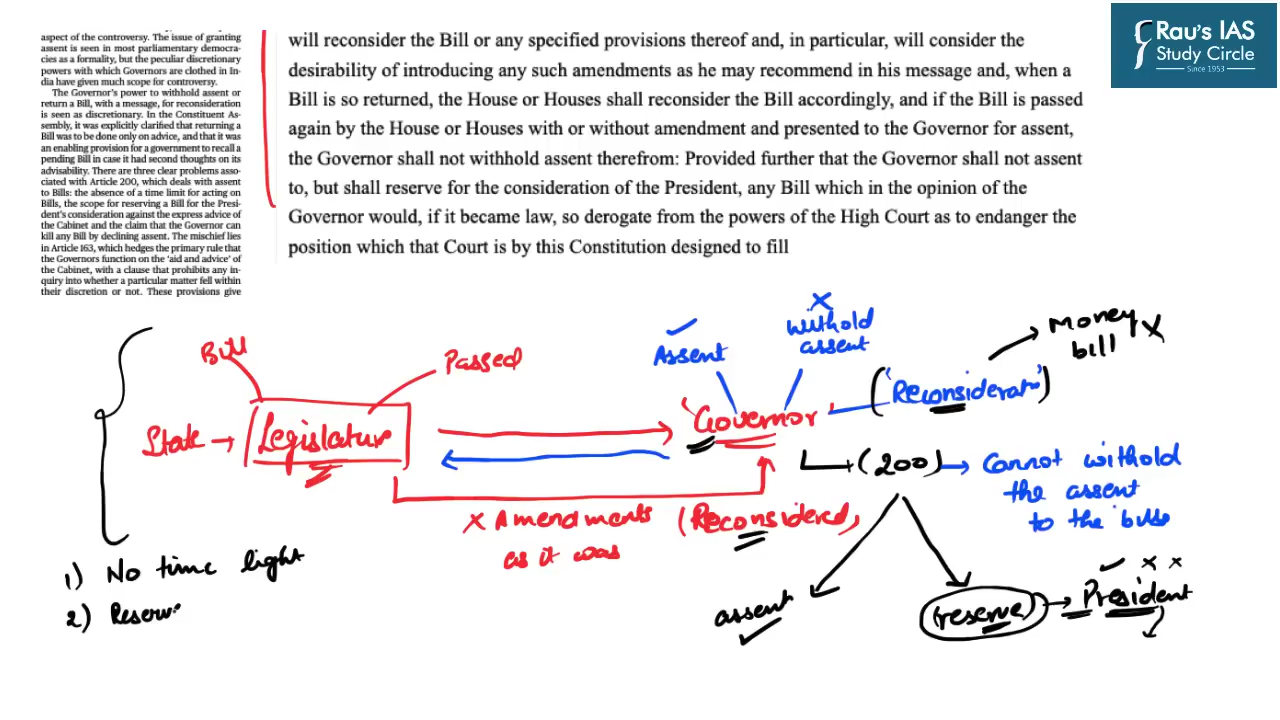 aspect of the controversy. The issue of granting
assent is seen in most parliamentary democra-
cies as a formality, but the peculiar discretionary
powers with which Governors are clothed in In-
dia have given much scope for controversy.
The Governor's power to withhold assent or
return a Bill, with a message, for reconsideration
is seen as discretionary. In the Constituent As-
sembly, it was explicitly clarified that returning a
Bill was to be done only on advice, and that it was
an enabling provision for a government to recall a
pending Bill in case it had second thoughts on its
advisability. There are three clear problems asso-
ciated with Article 200, which deals with assent
to Bills: the absence of a time limit for acting on
Bills, the scope for reserving a Bill for the Presi-
dent's consideration against the express advice of
the Cabinet and the claim that the Governor can
kill any Bill by declining assent. The mischief lies
in Article 163, which hedges the primary rule that
the Governors function on the 'aid and advice' of
the Cabinet, with a clause that prohibits any in-
quiry into whether a particular matter fell within
their discretion or not. These provisions give
will reconsider the Bill or any specified provisions thereof and, in particular, will consider the
desirability of introducing any such amendments as he may recommend in his message and, when a
Bill is so returned, the House or Houses shall reconsider the Bill accordingly, and if the Bill is passed
again by the House or Houses with or without amendment and presented to the Governor for assent,
the Governor shall not withhold assent therefrom: Provided further that the Governor shall not assent
to, but shall reserve for the consideration of the President, any Bill which in the opinion of the
Governor would, if it became law, so derogate from the powers of the High Court as to endanger the
position which that Court is by this Constitution designed to fill
Rau's IAS
Study Circle
Since 1953
Bill
Passed
State → Legislature
Assent
withold
assent
Money
bill
('Reconsiderat')
'Governor'
(200) → Cannot withold
the assent
to the bills
x Amendments (Reconsidered,
as it was
1) No time light
2) Reserv
assent
(reserve) → President